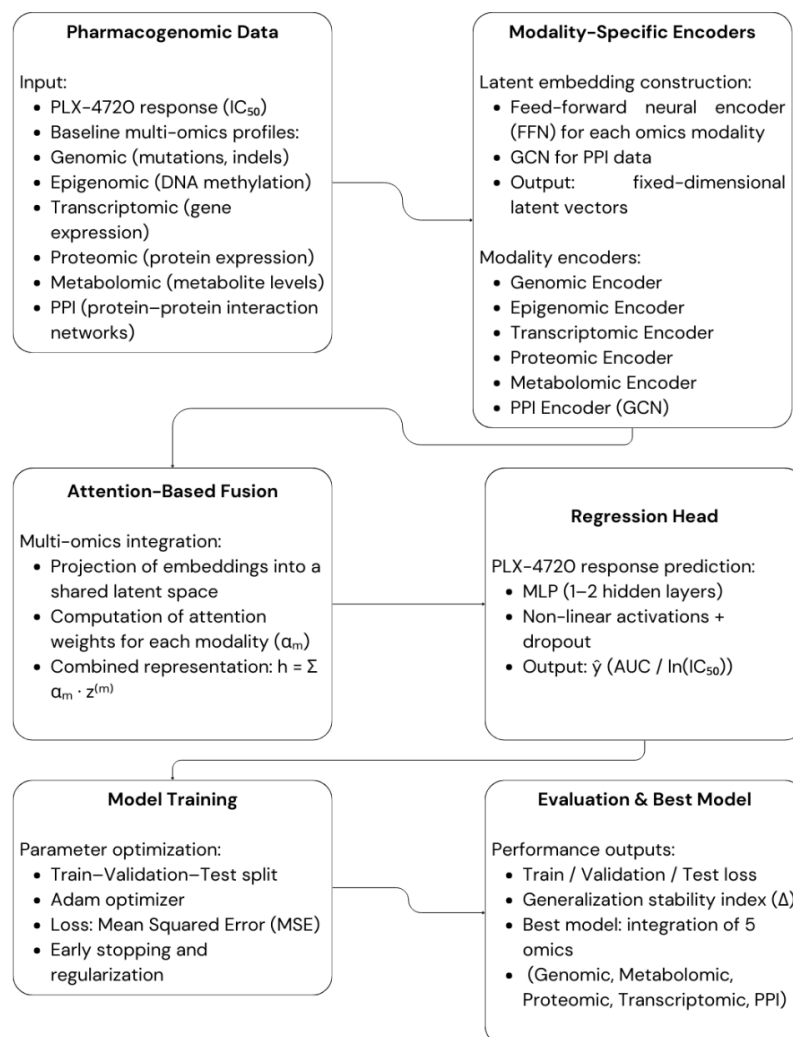 Pharmacogenomic Data
Input:
• PLX-4720 response (IC₅₀)
• Baseline multi-omics profiles:
• Genomic (mutations, indels)
• Epigenomic (DNA methylation)
• Transcriptomic (gene
expression)
• Proteomic (protein expression)
• Metabolomic (metabolite levels)
• PPI (protein–protein interaction
networks)
Modality-Specific Encoders
Latent embedding construction:
• Feed-forward neural encoder
(FFN) for each omics modality
• GCN for PPI data
• Output: fixed-dimensional
latent vectors
Modality encoders:
• Genomic Encoder
• Epigenomic Encoder
• Transcriptomic Encoder
• Proteomic Encoder
• Metabolomic Encoder
• PPI Encoder (GCN)
Attention-Based Fusion
Multi-omics integration:
• Projection of embeddings into a
shared latent space
• Computation of attention
weights for each modality (αₘ)
• Combined representation: h = Σ
αₘ · z⁽ᵐ⁾
Regression Head
PLX-4720 response prediction:
• MLP (1–2 hidden layers)
• Non-linear activations +
dropout
• Output: ŷ (AUC / ln(IC₅₀))
Model Training
Parameter optimization:
• Train–Validation–Test split
• Adam optimizer
• Loss: Mean Squared Error (MSE)
• Early stopping and
regularization
Evaluation & Best Model
Performance outputs:
• Train / Validation / Test loss
• Generalization stability index (Δ)
• Best model: integration of 5
omics
• (Genomic, Metabolomic,
Proteomic, Transcriptomic, PPI)